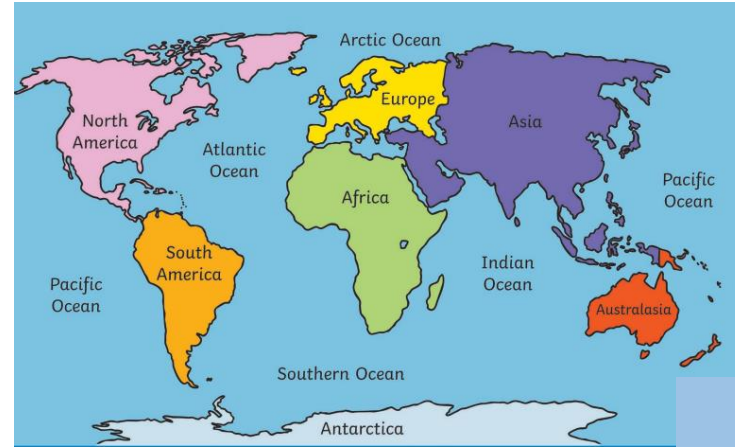 Arctic Ocean
North
America
Europe
Asia
Atlantic
Ocean
Africa
Pacific
Ocean
South
America
Indian
Ocean
Pacific
Ocean
Australasia
Southern Ocean
Antarctica